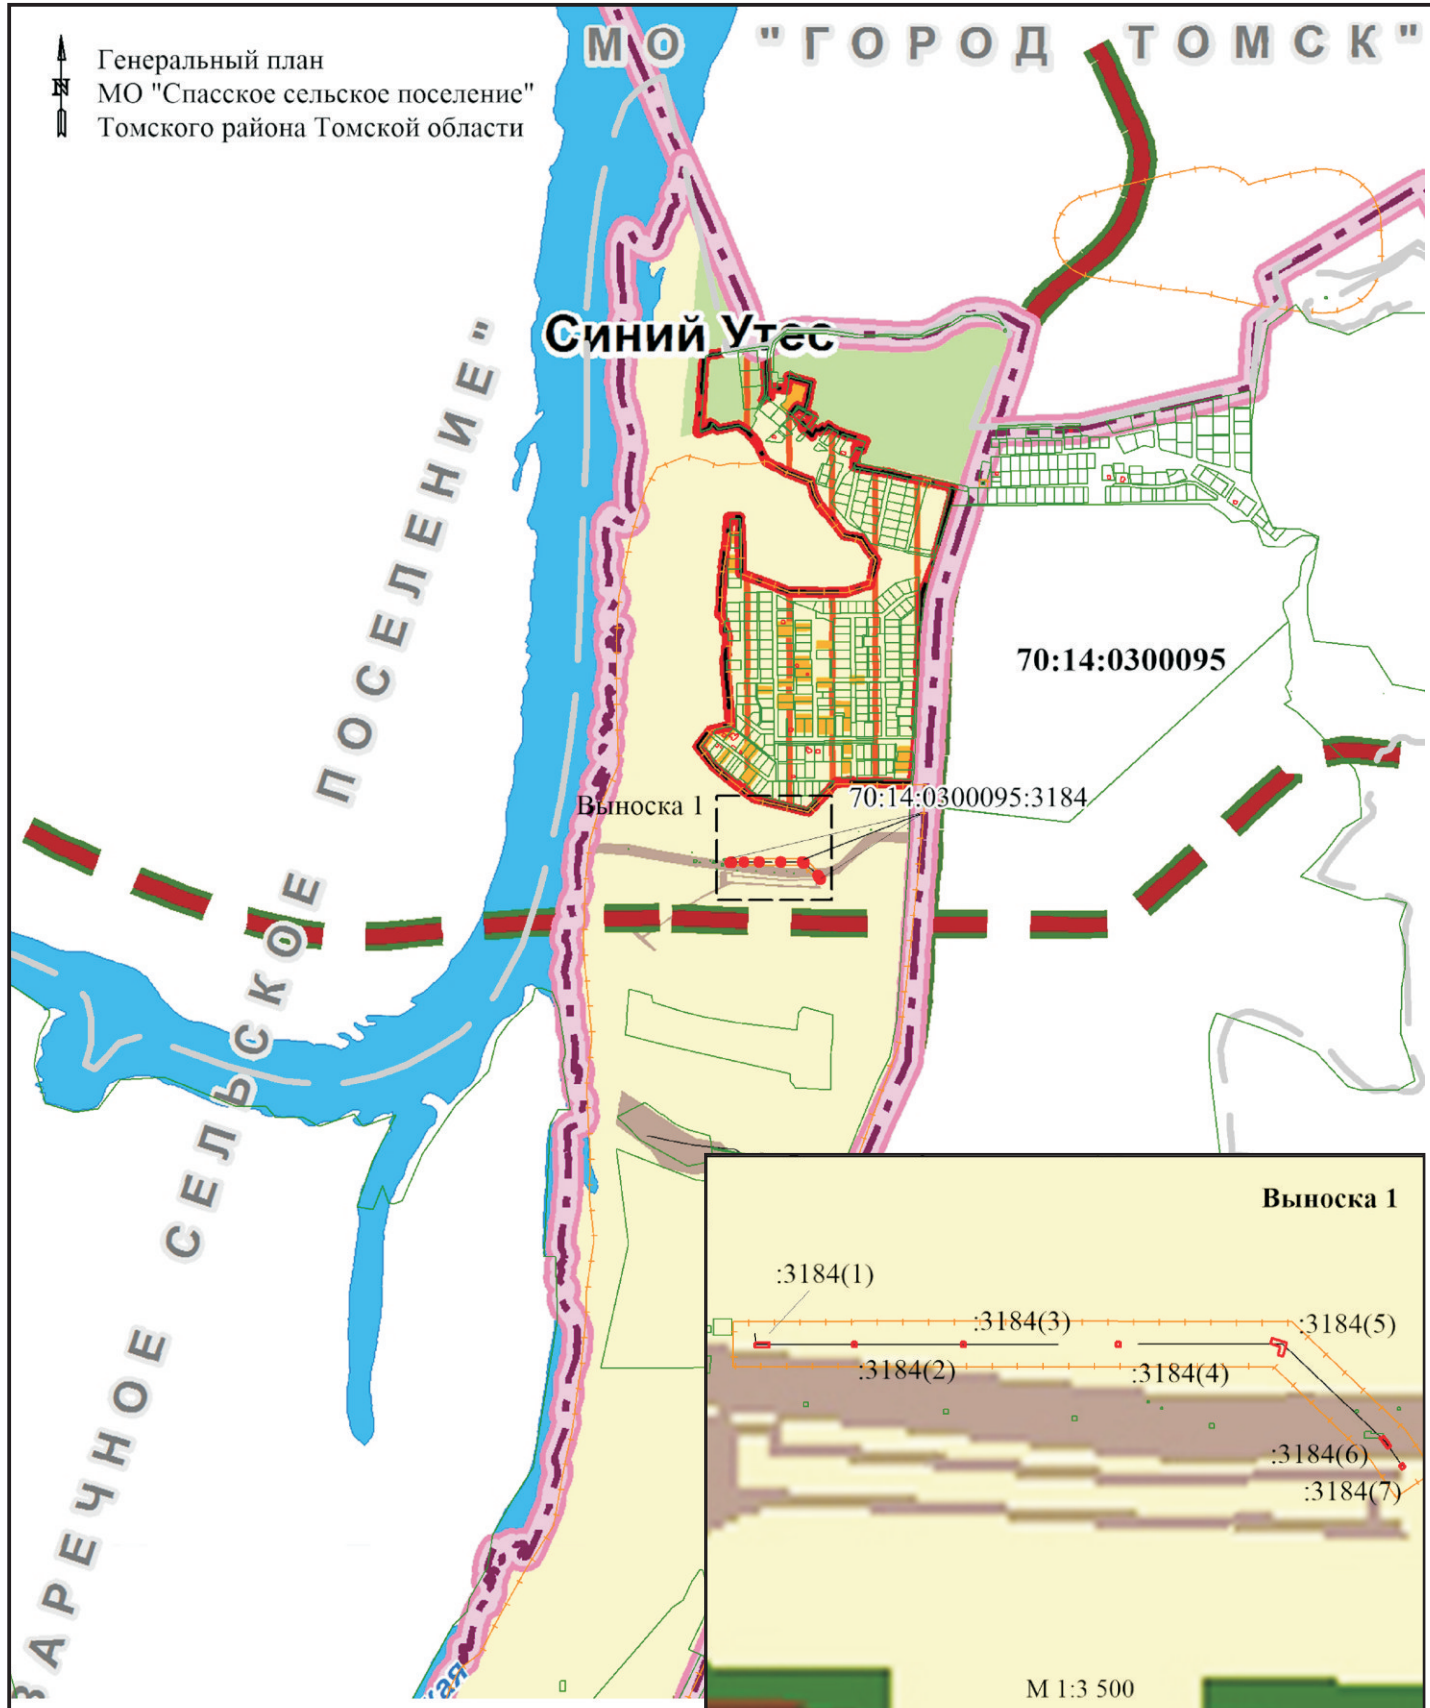 МО "ГОРОД ТОМСК"
Генеральный план
МО "Спасское сельское поселение"
Томского района Томской области
N
Синий Утес
ЗАРЕЧНОЕ СЕЛЬСКОЕ ПОСЕЛЕНИЕ"
70:14:0300095
70:14:0300095:3184
Выноска 1
Выноска 1
:3184(1)
:3184(3)
:3184(5)
:3184(2)
:3184(4)
:3184(6)
:3184(7)
М 1:3 500